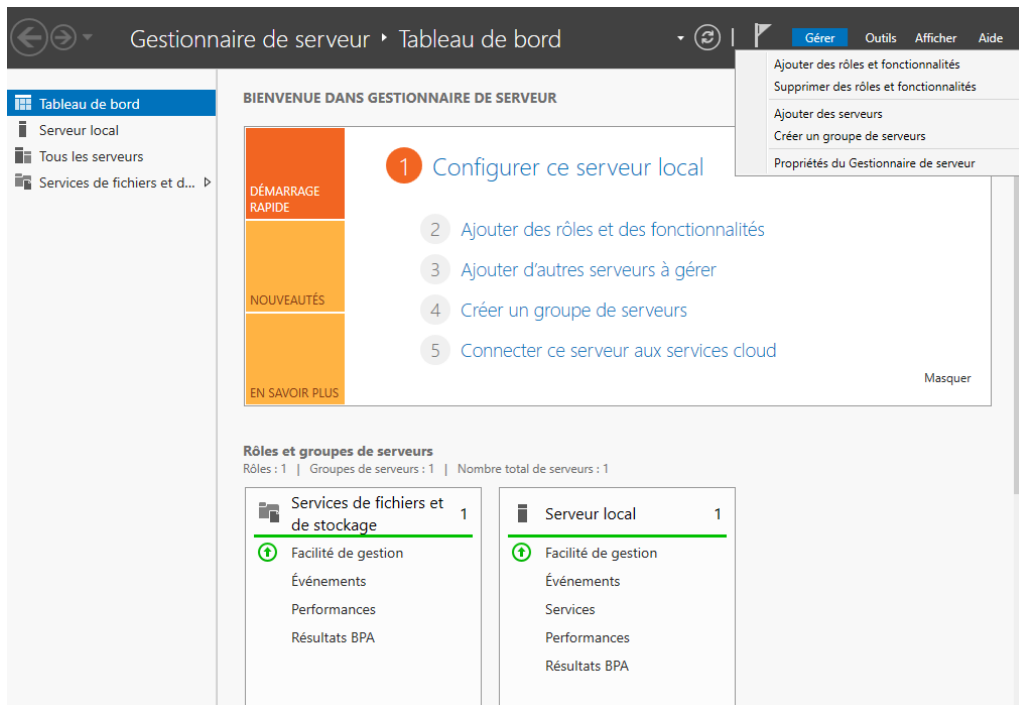 Gestionnaire de serveur ‣ Tableau de bord
Gérer Outils Afficher Aide
Ajouter des rôles et fonctionnalités
Supprimer des rôles et fonctionnalités
Ajouter des serveurs
Créer un groupe de serveurs
Propriétés du Gestionnaire de serveur
Tableau de bord
Serveur local
Tous les serveurs
Services de fichiers et d...
BIENVENUE DANS GESTIONNAIRE DE SERVEUR
DÉMARRAGE
RAPIDE
NOUVEAUTÉS
EN SAVOIR PLUS
1 Configurer ce serveur local
2 Ajouter des rôles et des fonctionnalités
3 Ajouter d’autres serveurs à gérer
4 Créer un groupe de serveurs
5 Connecter ce serveur aux services cloud
Masquer
Rôles et groupes de serveurs
Rôles : 1 | Groupes de serveurs : 1 | Nombre total de serveurs : 1
Services de fichiers et
de stockage
1
Facilité de gestion
Événements
Performances
Résultats BPA
Serveur local 1
Facilité de gestion
Événements
Services
Performances
Résultats BPA